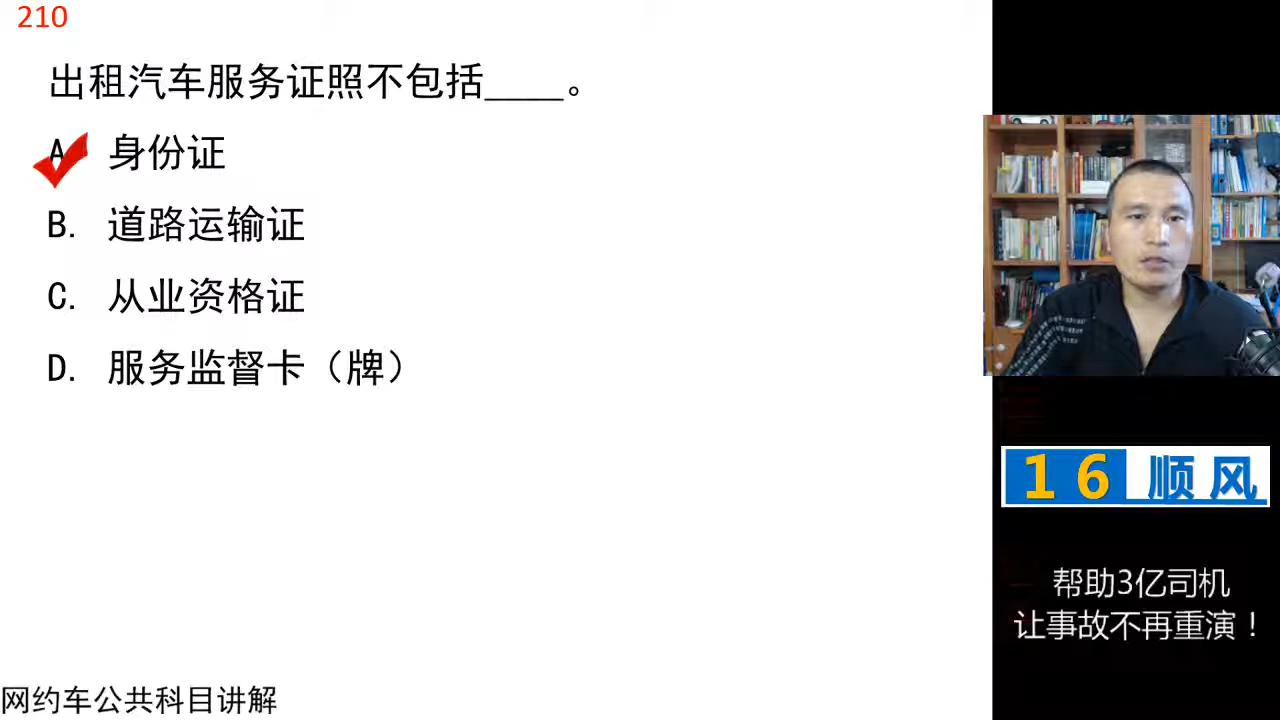 210
出租汽车服务证照不包括____。
A 身份证
B. 道路运输证
C. 从业资格证
D. 服务监督卡（牌）
16顺风
帮助3亿司机
让事故不再重演！
网约车公共科目讲解